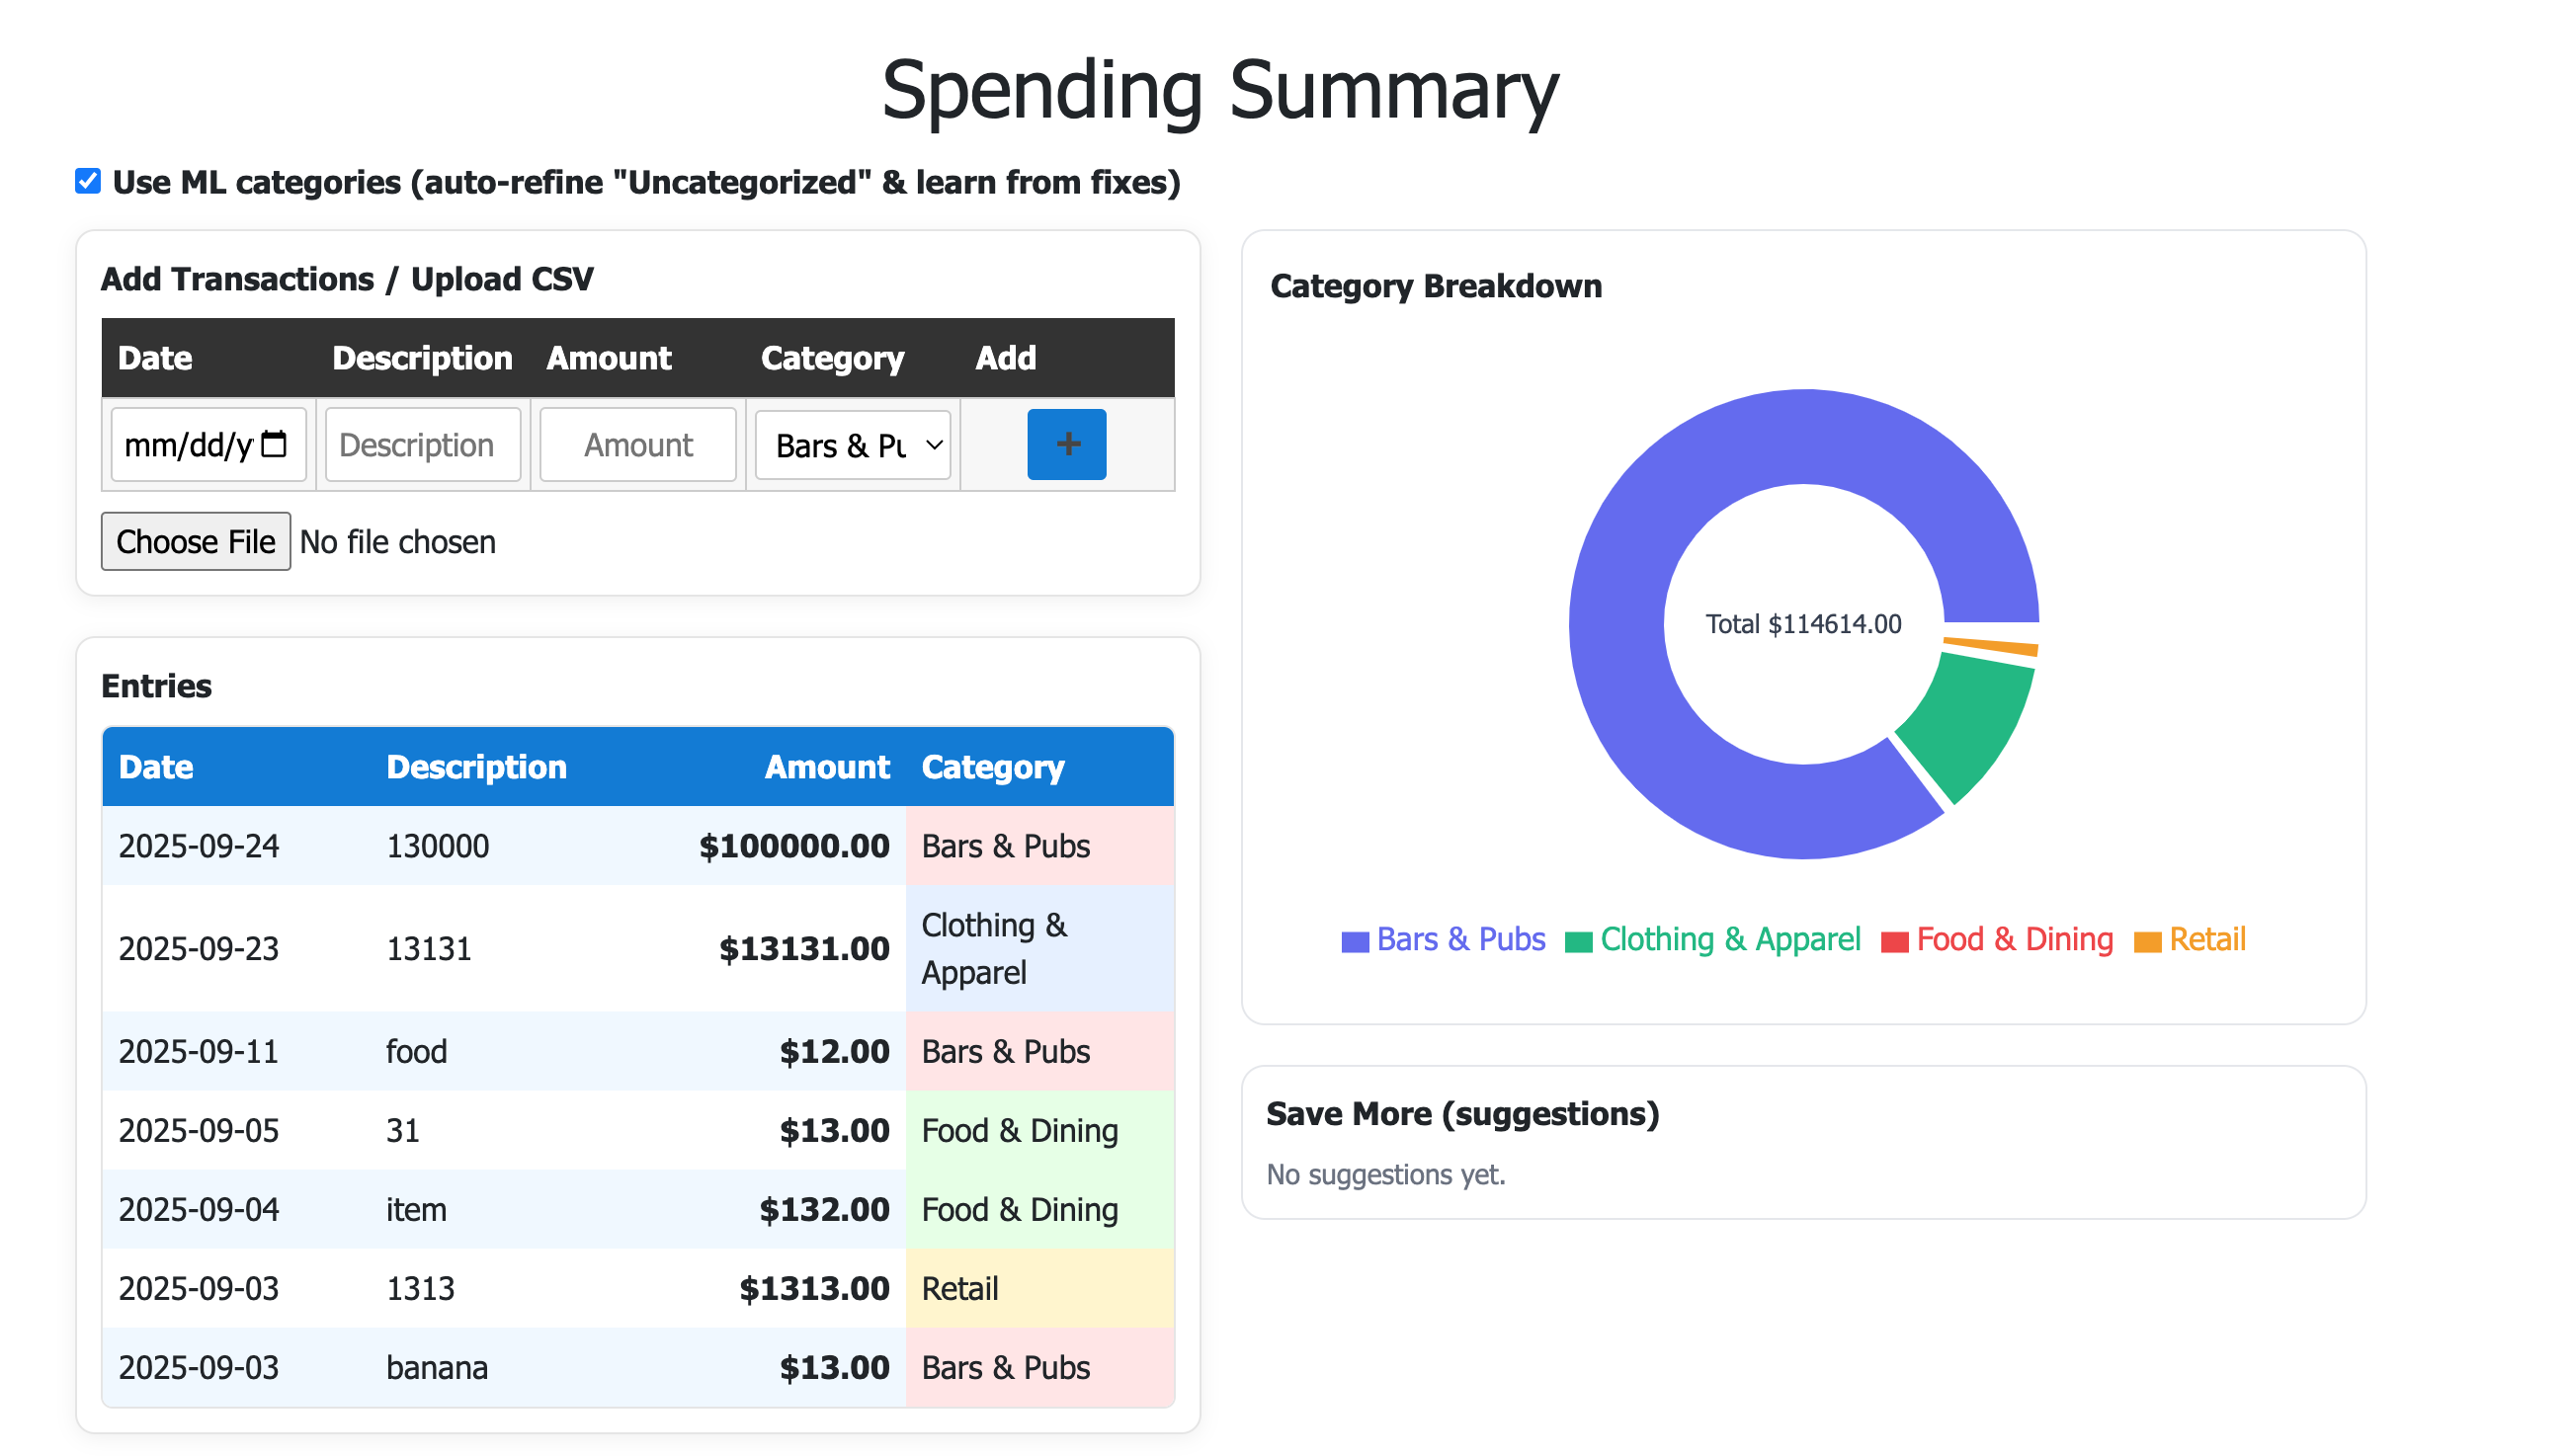 Spending Summary
Use ML categories (auto-refine "Uncategorized" & learn from fixes)
Add Transactions / Upload CSV
Date Description Amount Category Add
mm/dd/y Description Amount Bars & Pu +
Choose File No file chosen
Entries
Date Description Amount Category
2025-09-24 130000 $100000.00 Bars & Pubs
2025-09-23 13131 $13131.00 Clothing &
Apparel
2025-09-11 food $12.00 Bars & Pubs
2025-09-05 31 $13.00 Food & Dining
2025-09-04 item $132.00 Food & Dining
2025-09-03 1313 $1313.00 Retail
2025-09-03 banana $13.00 Bars & Pubs
Category Breakdown
Total $114614.00
Bars & Pubs Clothing & Apparel Food & Dining Retail
Save More (suggestions)
No suggestions yet.